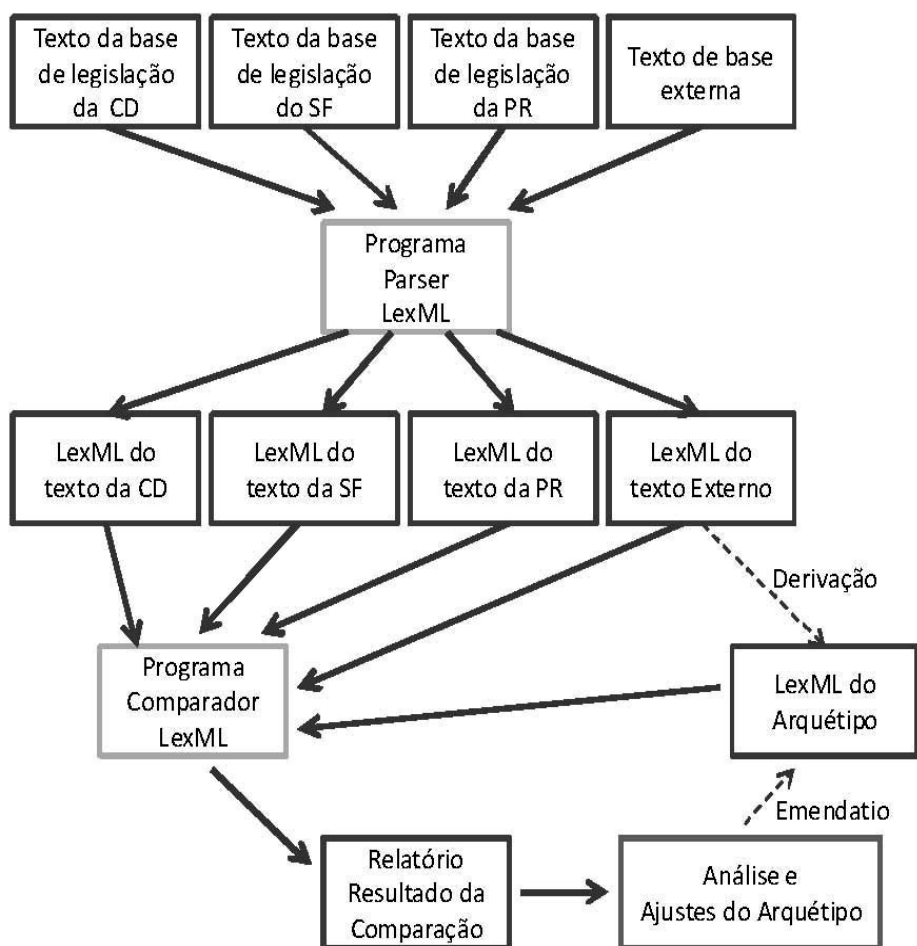 Texto da base
de legislação
da CD
Texto da base
de legislação
do SF
Texto da base
de legislação
da PR
Texto de base
externa
Programa
Parser
LexML
LexML do
texto da CD
LexML do
texto da SF
LexML do
texto da PR
LexML do
texto Externo
Derivação
Programa
Comparador
LexML
LexML do
Arquétipo
Emendatio
Relatório
Resultado da
Comparação
Análise e
Ajustes do Arquétipo